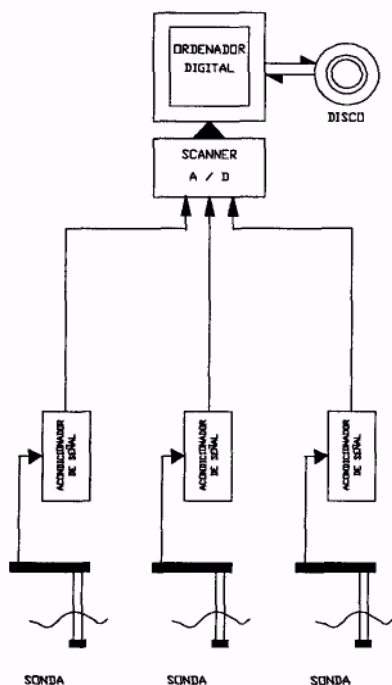 ORDENADOR
DIGITAL
DISCO
SCANNER
A / D
ACONDICIONADOR
DE SEÑAL
ACONDICIONADOR
DE SEÑAL
ACONDICIONADOR
DE SEÑAL
SONDA
SONDA
SONDA